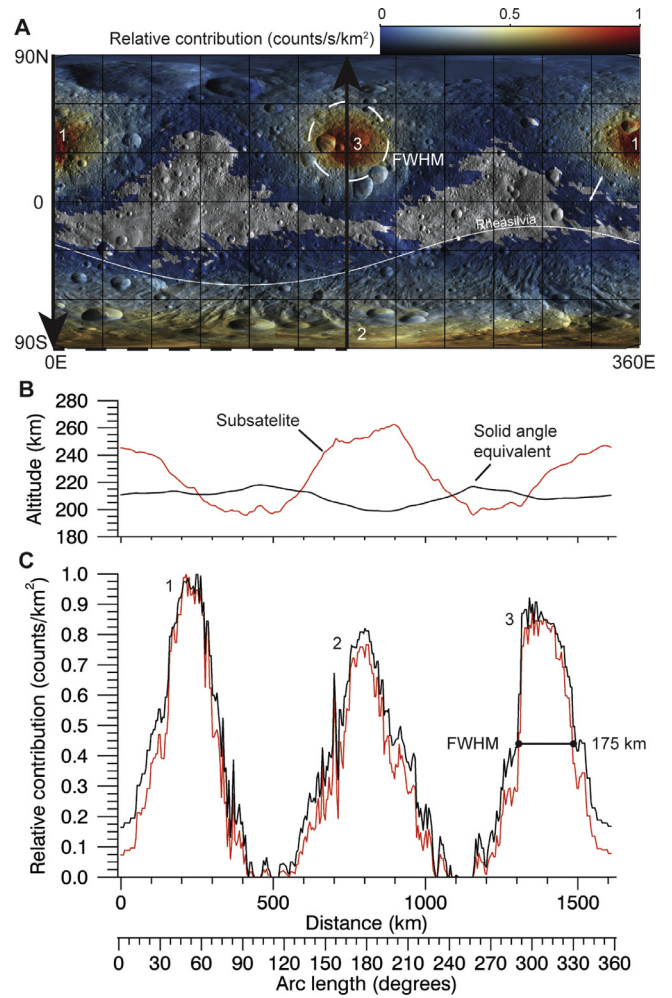 A
Relative contribution (counts/s/km²)
0 0.5 1
90N
1 3 1
FWHM
0
Rheasilvia
2
90S
0E 360E
B
280
260
240
220
200
180
Altitude (km)
Subsatelite
Solid angle
equivalent
C
1.0
0.9
0.8
0.7
0.6
0.5
0.4
0.3
0.2
0.1
0.0
Relative contribution (counts/km²)
1
2
3
FWHM 175 km
0 500 1000 1500
Distance (km)
0 30 60 90 120 150 180 210 240 270 300 330 360
Arc length (degrees)